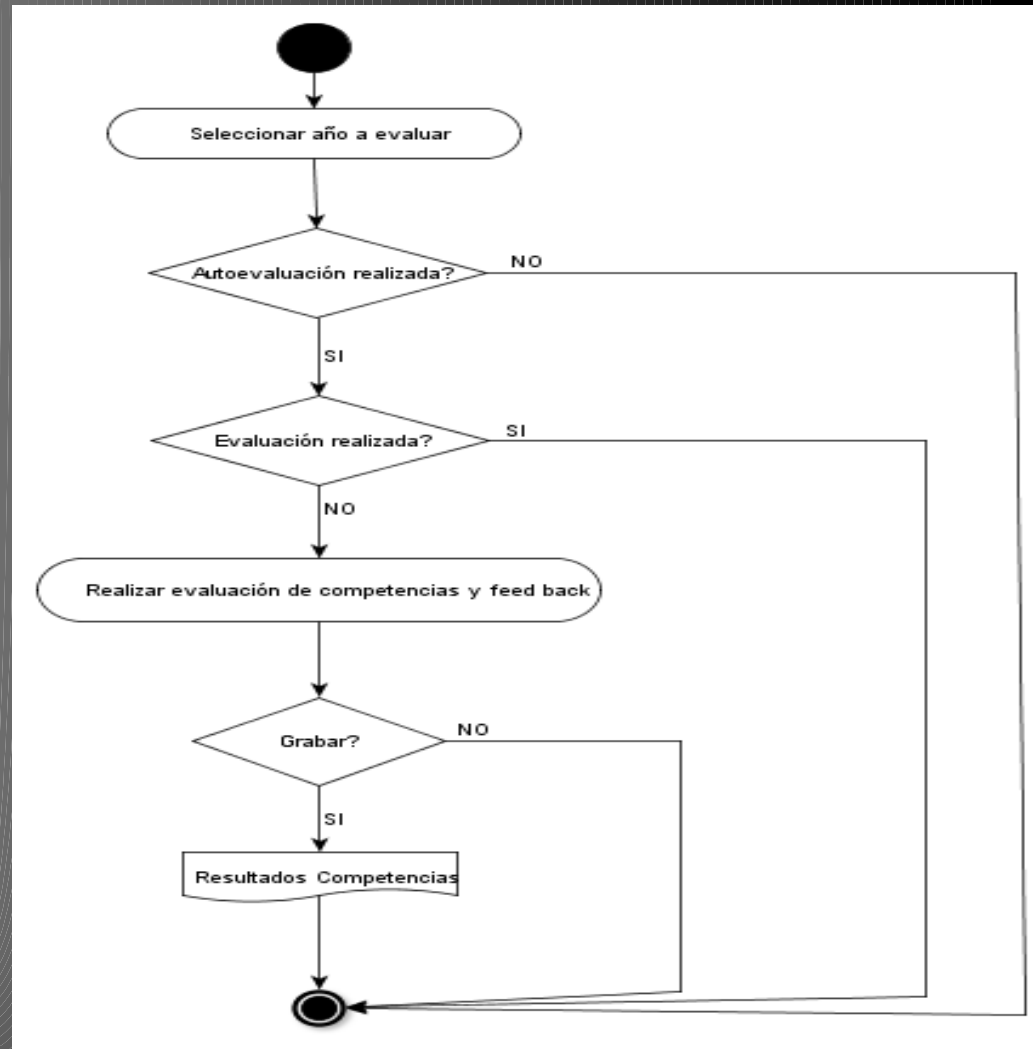 Seleccionar año a evaluar
Autoevaluación realizada?
NO
SI
Evaluación realizada?
SI
NO
Realizar evaluación de competencias y feed back
Grabar?
NO
SI
Resultados Competencias